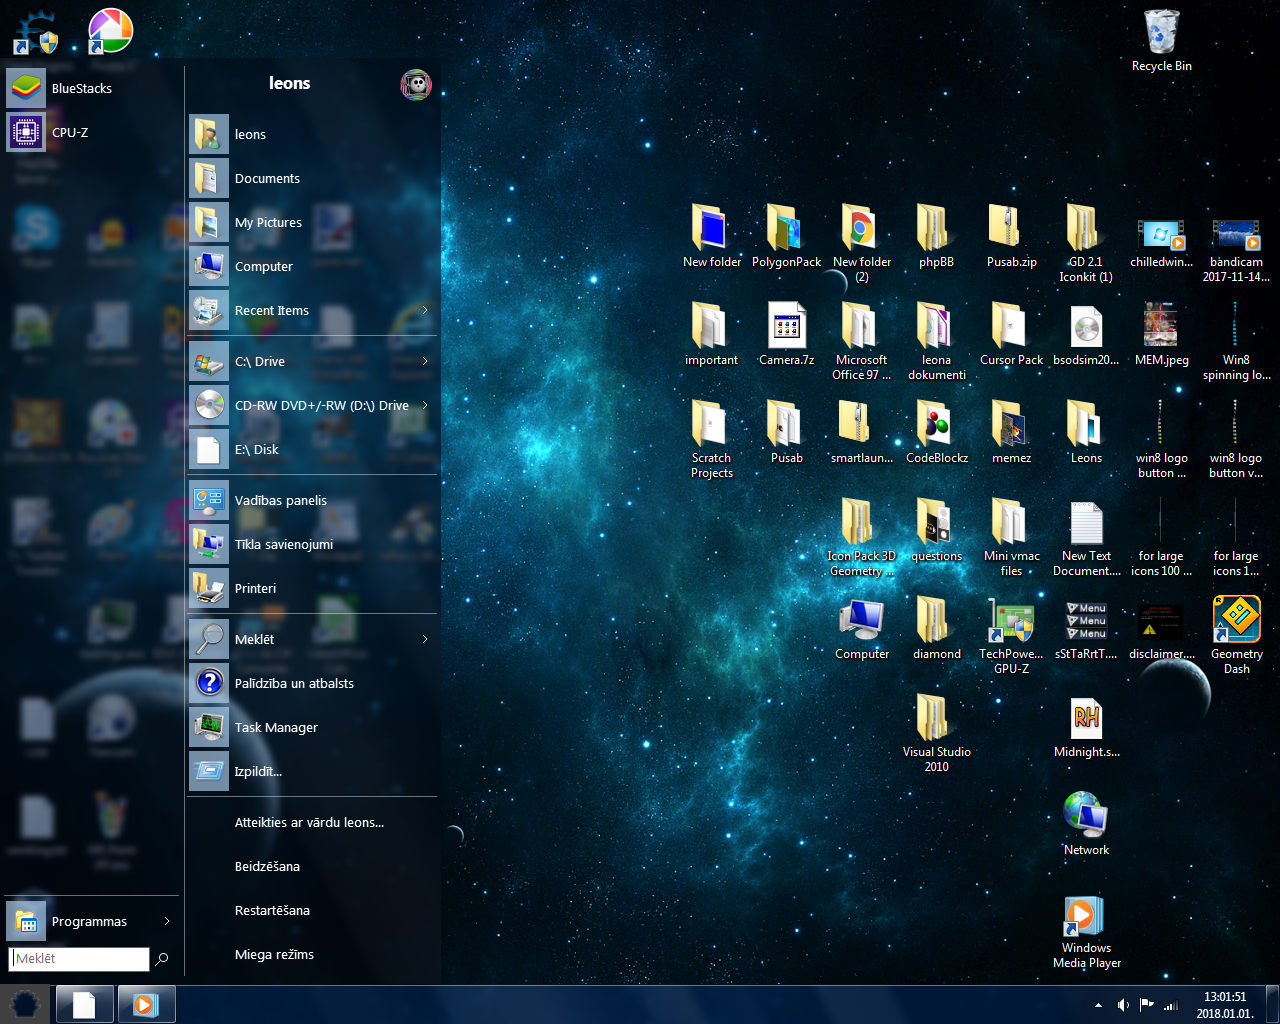 BlueStacks
CPU-Z
Programmas
Meklēt
leons
leons
Documents
My Pictures
Computer
Recent Items
C:\ Drive
CD-RW DVD+/-RW (D:\) Drive
E:\ Disk
Vadības panelis
Tīkla savienojumi
Printeri
Meklēt
Palīdzība un atbalsts
Task Manager
Izpildīt...
Atteikties ar vārdu leons...
Beidzēšana
Restartēšana
Miega režīms
Recycle Bin
New folder
PolygonPack
New folder
(2)
phpBB
Pusab.zip
GD 2.1
Iconkit (1)
chilledwin...
bandicam
2017-11-14...
important
Camera.7z
Microsoft
Office 97 ...
leona
dokumenti
Cursor Pack
bsodsim20...
MEM.jpeg
Win8
spinning lo...
Scratch
Projects
Pusab
smartlaun...
CodeBlockz
memez
Leons
win8 logo
button ...
win8 logo
button v...
Icon Pack 3D
Geometry ...
questions
Mini vmac
files
New Text
Document....
for large
icons 100 ...
for large
icons 1...
Computer
diamond
TechPowe...
GPU-Z
Menu
Menu
Menu
sStTaRrtT....
disclaimer....
Geometry
Dash
Visual Studio
2010
RH
Midnight.s...
Network
Windows
Media Player
13:01:51
2018.01.01.